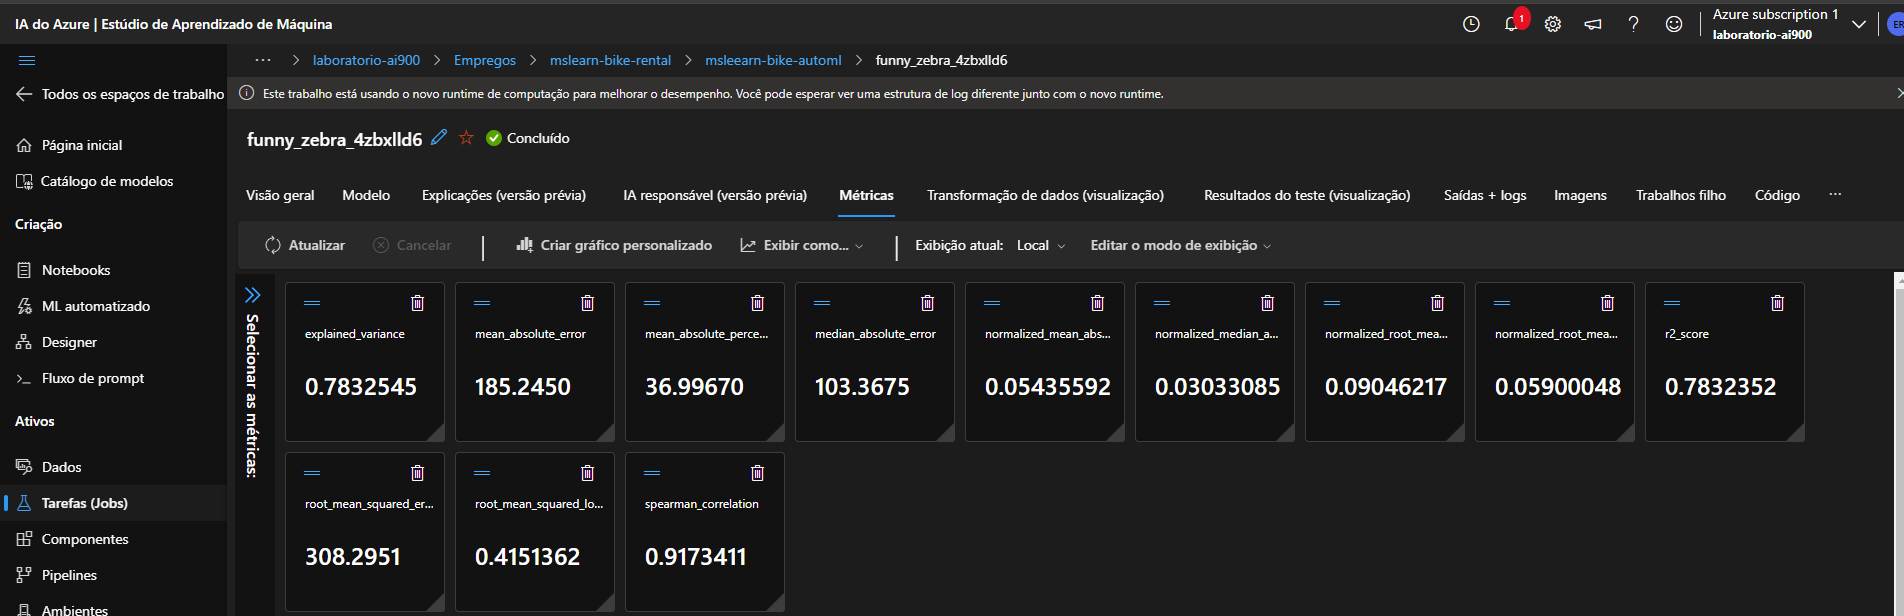 IA do Azure | Estúdio de Aprendizado de Máquina
1
Azure subscription 1
laboratorio-ai900
ER
Todos os espaços de trabalho
Página inicial
Catálogo de modelos
Criação
Notebooks
ML automatizado
Designer
Fluxo de prompt
Ativos
Dados
Tarefas (Jobs)
Componentes
Pipelines
Ambientes
... > laboratorio-ai900 > Empregos > mslearn-bike-rental > msleearn-bike-automl > funny_zebra_4zbxlld6
Este trabalho está usando o novo runtime de computação para melhorar o desempenho. Você pode esperar ver uma estrutura de log diferente junto com o novo runtime.
funny_zebra_4zbxlld6 Concluído
Visão geral Modelo Explicações (versão prévia) IA responsável (versão prévia) Métricas Transformação de dados (visualização) Resultados do teste (visualização) Saídas + logs Imagens Trabalhos filho Código ...
Atualizar Cancelar | Criar gráfico personalizado Exibir como... | Exibição atual: Local Editar o modo de exibição
Selecionar as métricas:
explained_variance
0.7832545
mean_absolute_error
185.2450
mean_absolute_perce...
36.99670
median_absolute_error
103.3675
normalized_mean_abs...
0.05435592
normalized_median_a...
0.03033085
normalized_root_mea...
0.09046217
normalized_root_mea...
0.05900048
r2_score
0.7832352
root_mean_squared_er...
308.2951
root_mean_squared_lo...
0.4151362
spearman_correlation
0.9173411